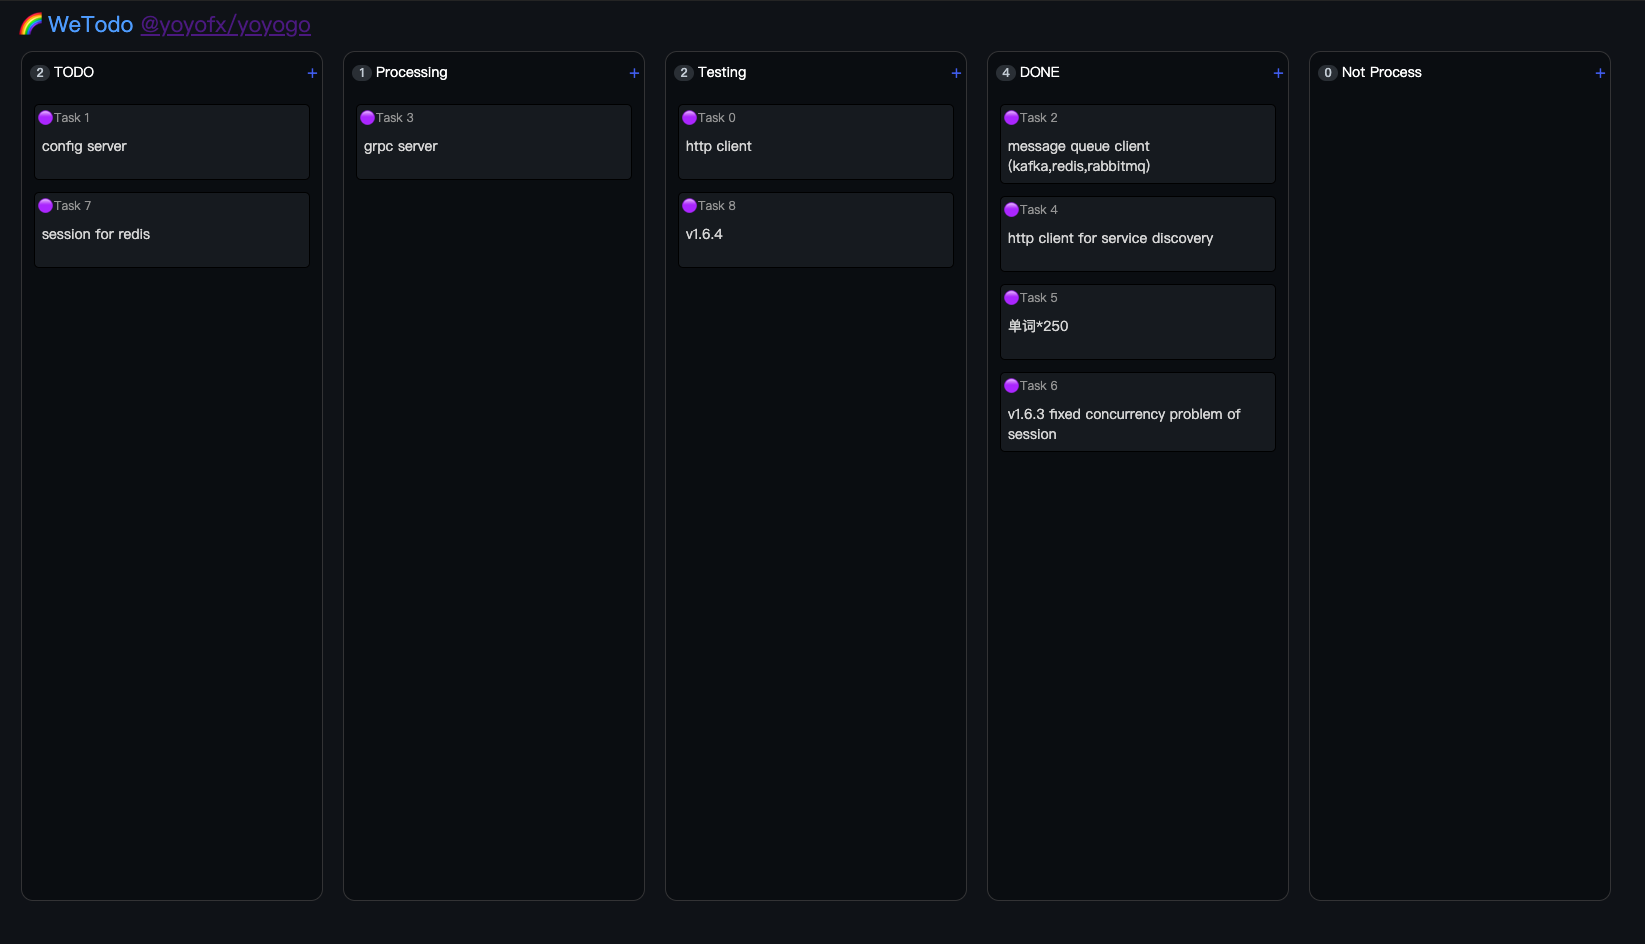 WeTodo @yoyofx/yoyogo
2 TODO +
Task 1
config server
Task 7
session for redis
1 Processing +
Task 3
grpc server
2 Testing +
Task 0
http client
Task 8
v1.6.4
4 DONE +
Task 2
message queue client
(kafka,redis,rabbitmq)
Task 4
http client for service discovery
Task 5
单词*250
Task 6
v1.6.3 fixed concurrency problem of
session
0 Not Process +